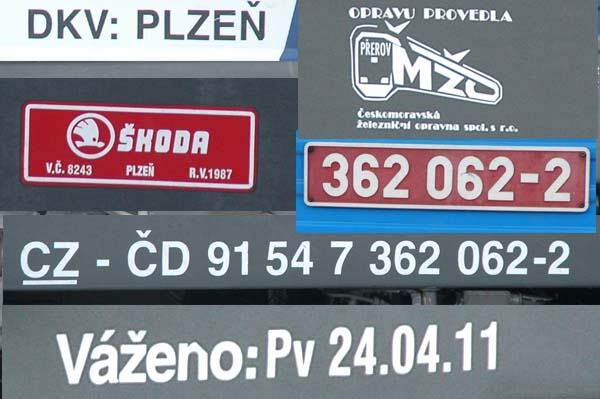 DKV: PLZEŇ
OPRAVU PROVEDLA
PŘEROV
MŽO
Českomoravská
železniční opravna spol. s r.o.
ŠKODA
V.Č. 8243 PLZEŇ R.V.1987
362 062-2
CZ - ČD 91 54 7 362 062-2
Váženo: Pv 24.04.11